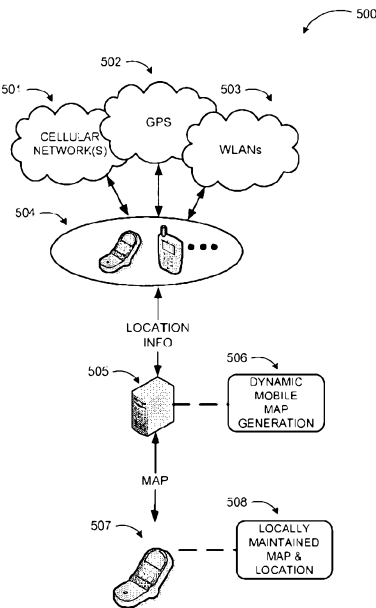 500
502
501
503
GPS
CELLULAR
NETWORK(S)
WLANs
504
LOCATION
INFO
505
506
DYNAMIC
MOBILE
MAP
GENERATION
MAP
507
508
LOCALLY
MAINTAINED
MAP &
LOCATION